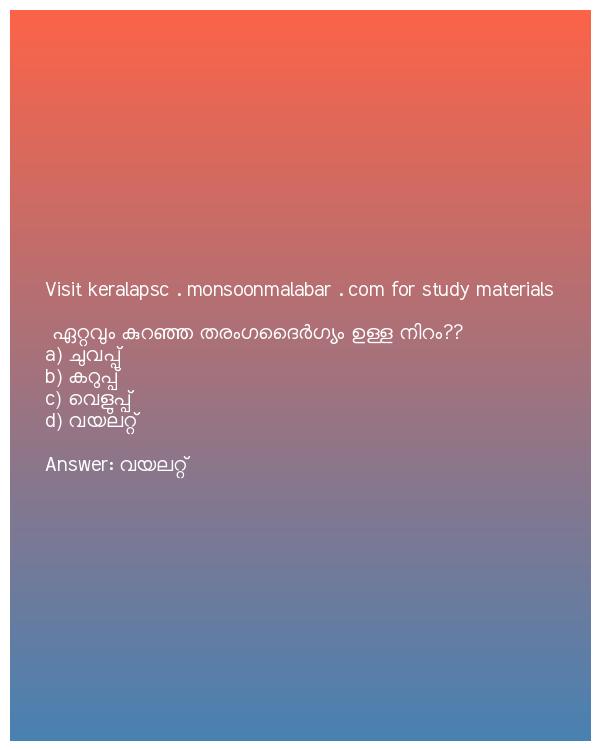 Visit keralapsc . monsoonmalabar . com for study materials
ഏറ്റവും കുറഞ്ഞ തരംഗദൈർഗ്യം ഉള്ള നിറം??
a) ചുവപ്പ്
b) കറുപ്പ്
c) വെളുപ്പ്
d) വയലറ്റ്
Answer: വയലറ്റ്